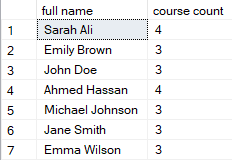 full name course count
1 Sarah Ali 4
2 Emily Brown 3
3 John Doe 3
4 Ahmed Hassan 4
5 Michael Johnson 3
6 Jane Smith 3
7 Emma Wilson 3